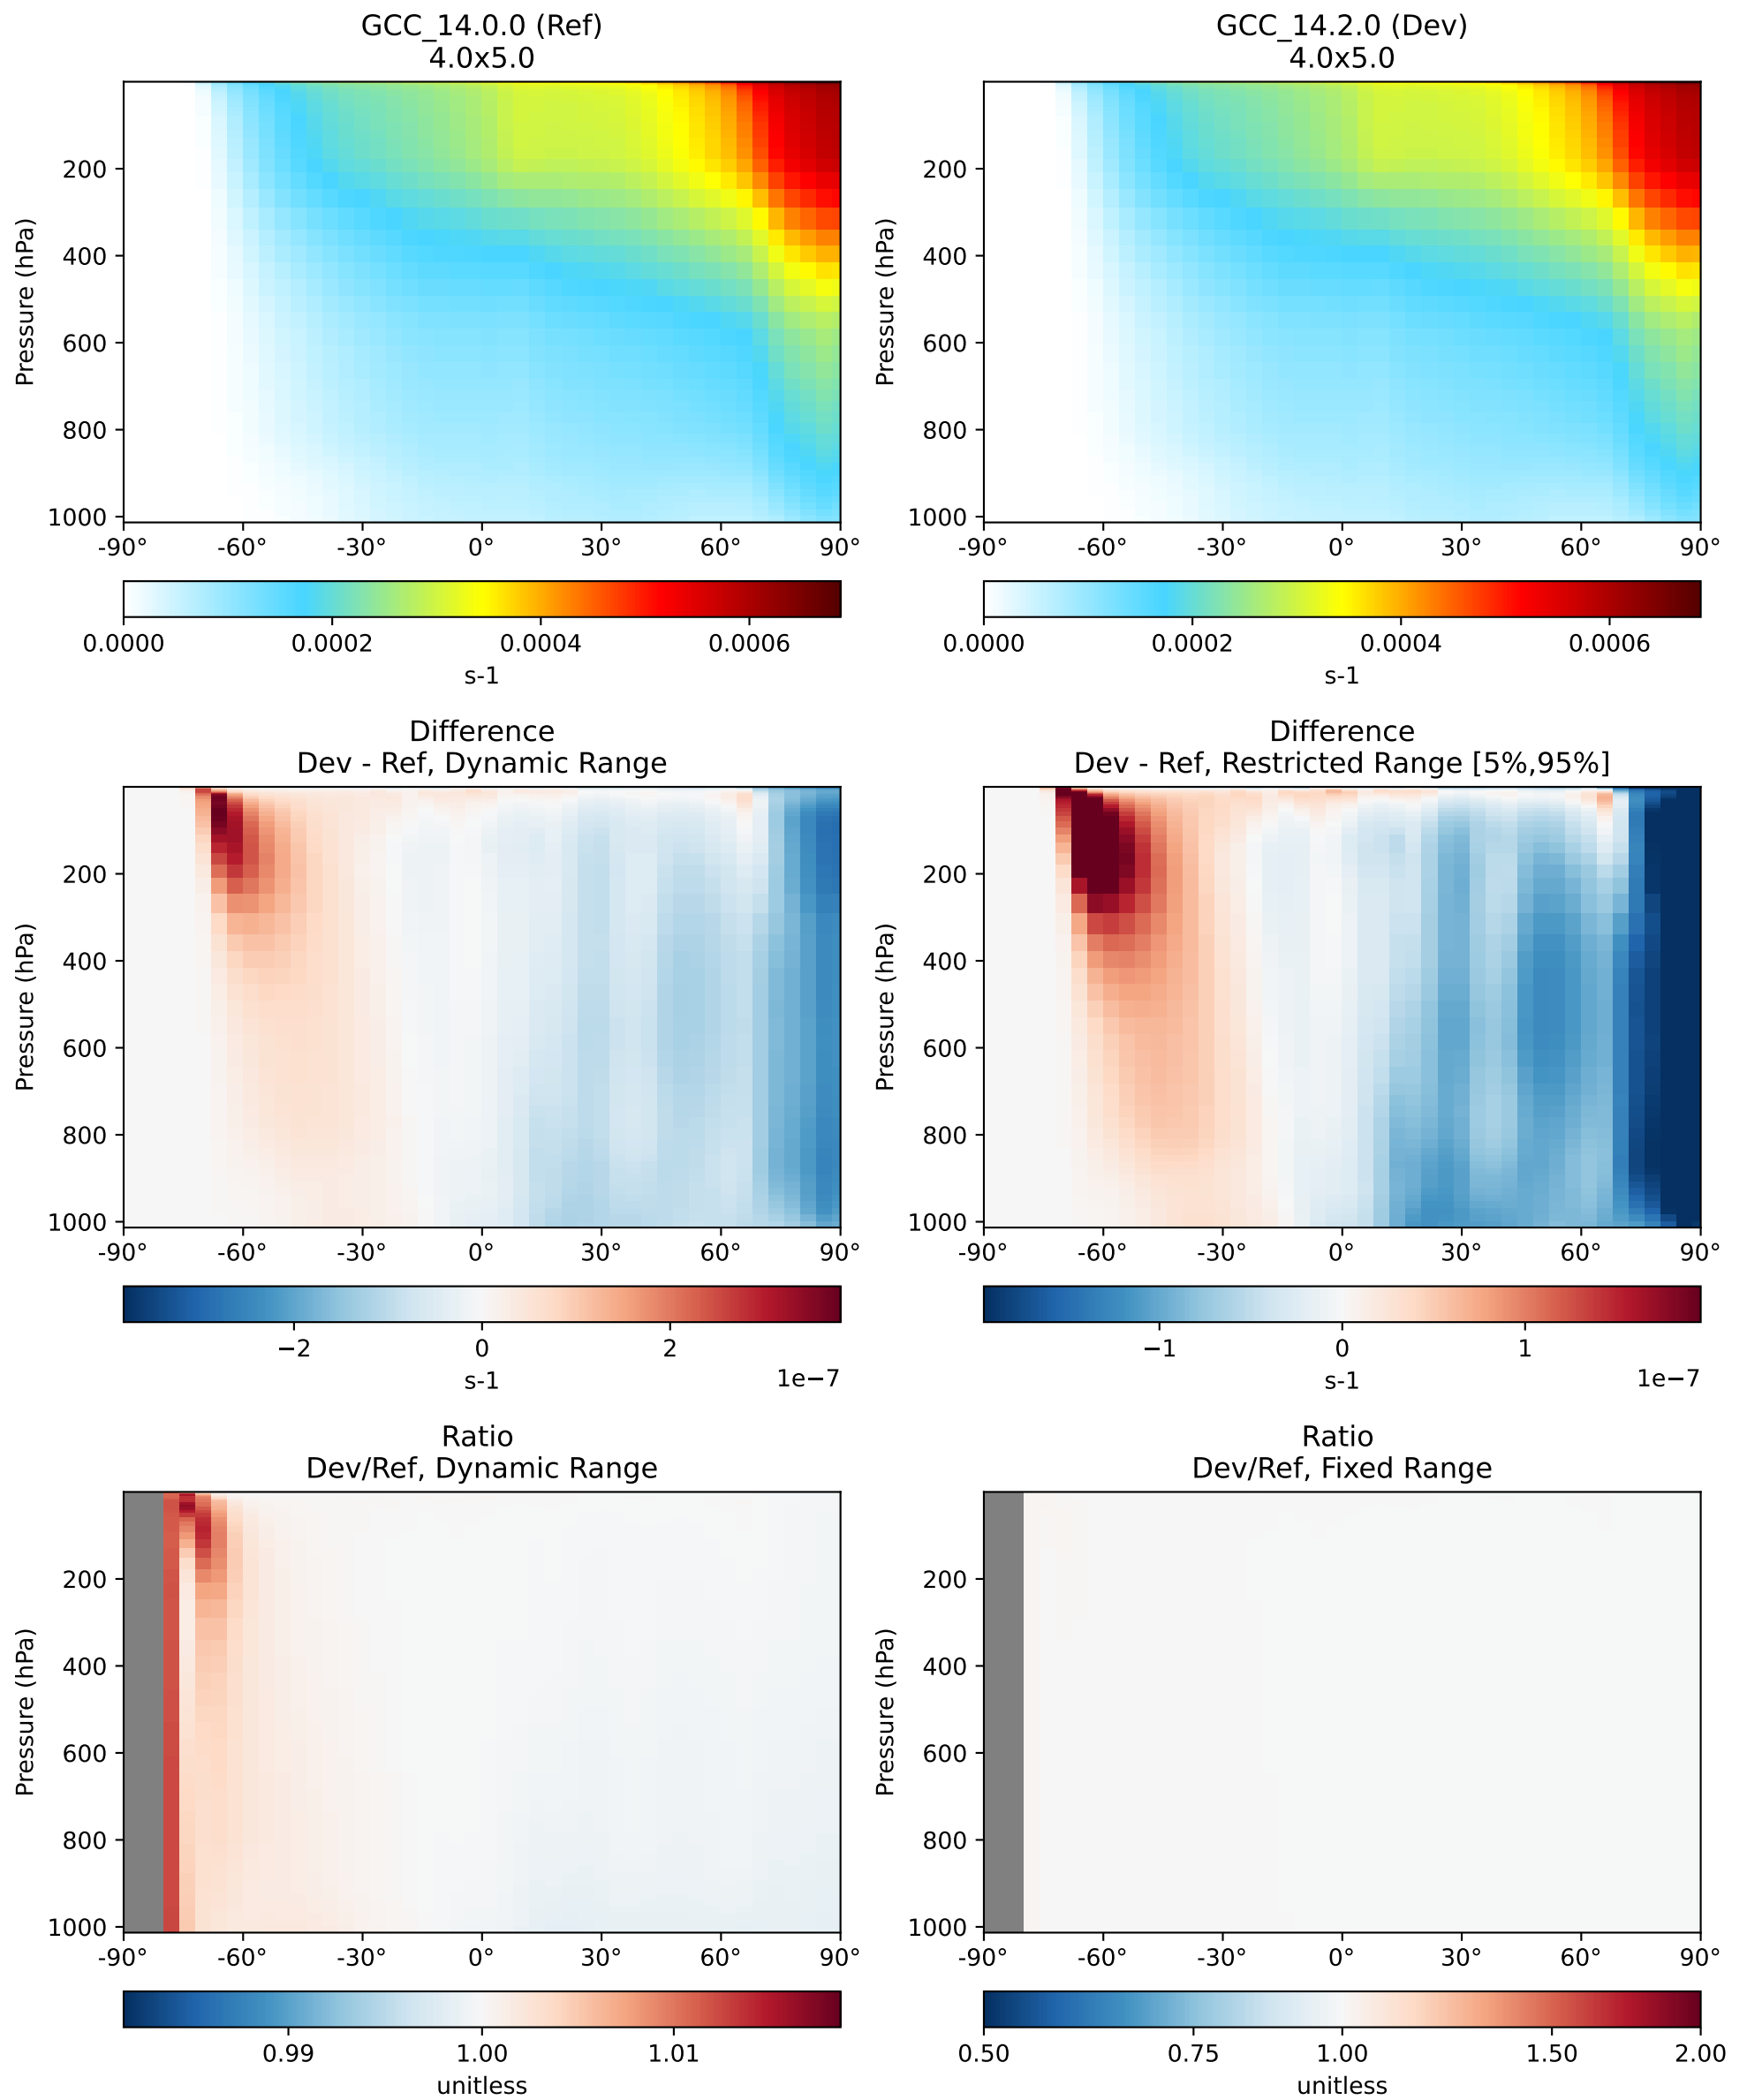 GCC_14.0.0 (Ref)
4.0x5.0
Pressure (hPa)
200
400
600
800
1000
-90° -60° -30° 0° 30° 60° 90°
0.0000 0.0002 0.0004 0.0006
s-1
GCC_14.2.0 (Dev)
4.0x5.0
Pressure (hPa)
200
400
600
800
1000
-90° -60° -30° 0° 30° 60° 90°
0.0000 0.0002 0.0004 0.0006
s-1
Difference
Dev - Ref, Dynamic Range
Pressure (hPa)
200
400
600
800
1000
-90° -60° -30° 0° 30° 60° 90°
−2 0 2
s-1 1e−7
Difference
Dev - Ref, Restricted Range [5%,95%]
Pressure (hPa)
200
400
600
800
1000
-90° -60° -30° 0° 30° 60° 90°
−1 0 1
s-1 1e−7
Ratio
Dev/Ref, Dynamic Range
Pressure (hPa)
200
400
600
800
1000
-90° -60° -30° 0° 30° 60° 90°
0.99 1.00 1.01
unitless
Ratio
Dev/Ref, Fixed Range
Pressure (hPa)
200
400
600
800
1000
-90° -60° -30° 0° 30° 60° 90°
0.50 0.75 1.00 1.50 2.00
unitless